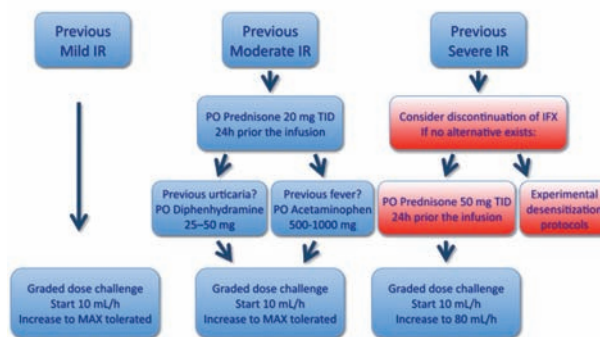 Previous
Mild IR
Previous
Moderate IR
Previous
Severe IR
PO Prednisone 20 mg TID
24h prior the infusion
Consider discontinuation of IFX
If no alternative exists:
Previous urticaria?
PO Diphenhydramine
25–50 mg
Previous fever?
PO Acetaminophen
500-1000 mg
PO Prednisone 50 mg TID
24h prior the infusion
Experimental
desensitization
protocols
Graded dose challenge
Start 10 mL/h
Increase to MAX tolerated
Graded dose challenge
Start 10 mL/h
Increase to MAX tolerated
Graded dose challenge
Start 10 mL/h
Increase to 80 mL/h